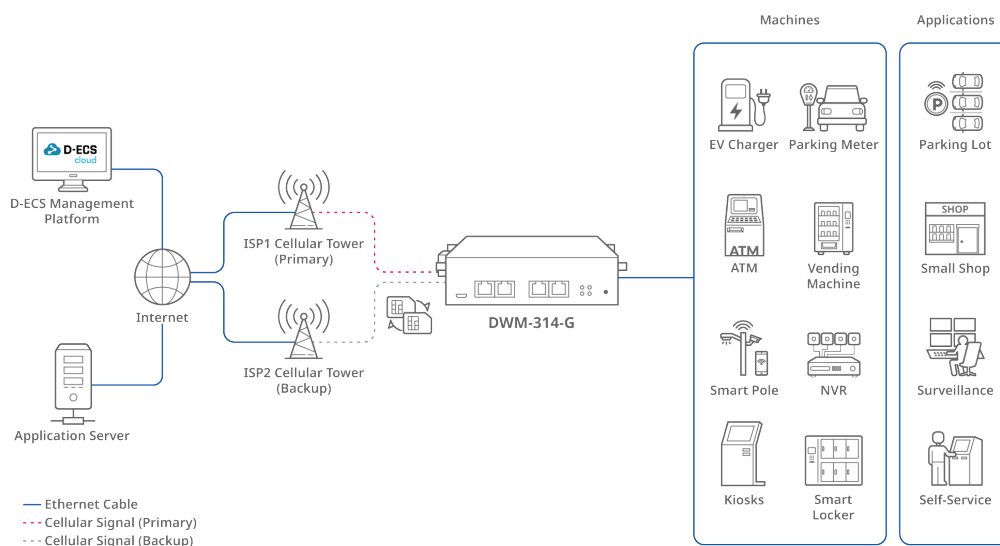 Machines
Applications
D-ECS
cloud
D-ECS Management
Platform
Internet
Application Server
ISP1 Cellular Tower
(Primary)
ISP2 Cellular Tower
(Backup)
DWM-314-G
EV Charger
Parking Meter
ATM
ATM
Vending
Machine
Smart Pole
NVR
Kiosks
Smart
Locker
P
Parking Lot
SHOP
Small Shop
Surveillance
Self-Service
Ethernet Cable
Cellular Signal (Primary)
Cellular Signal (Backup)